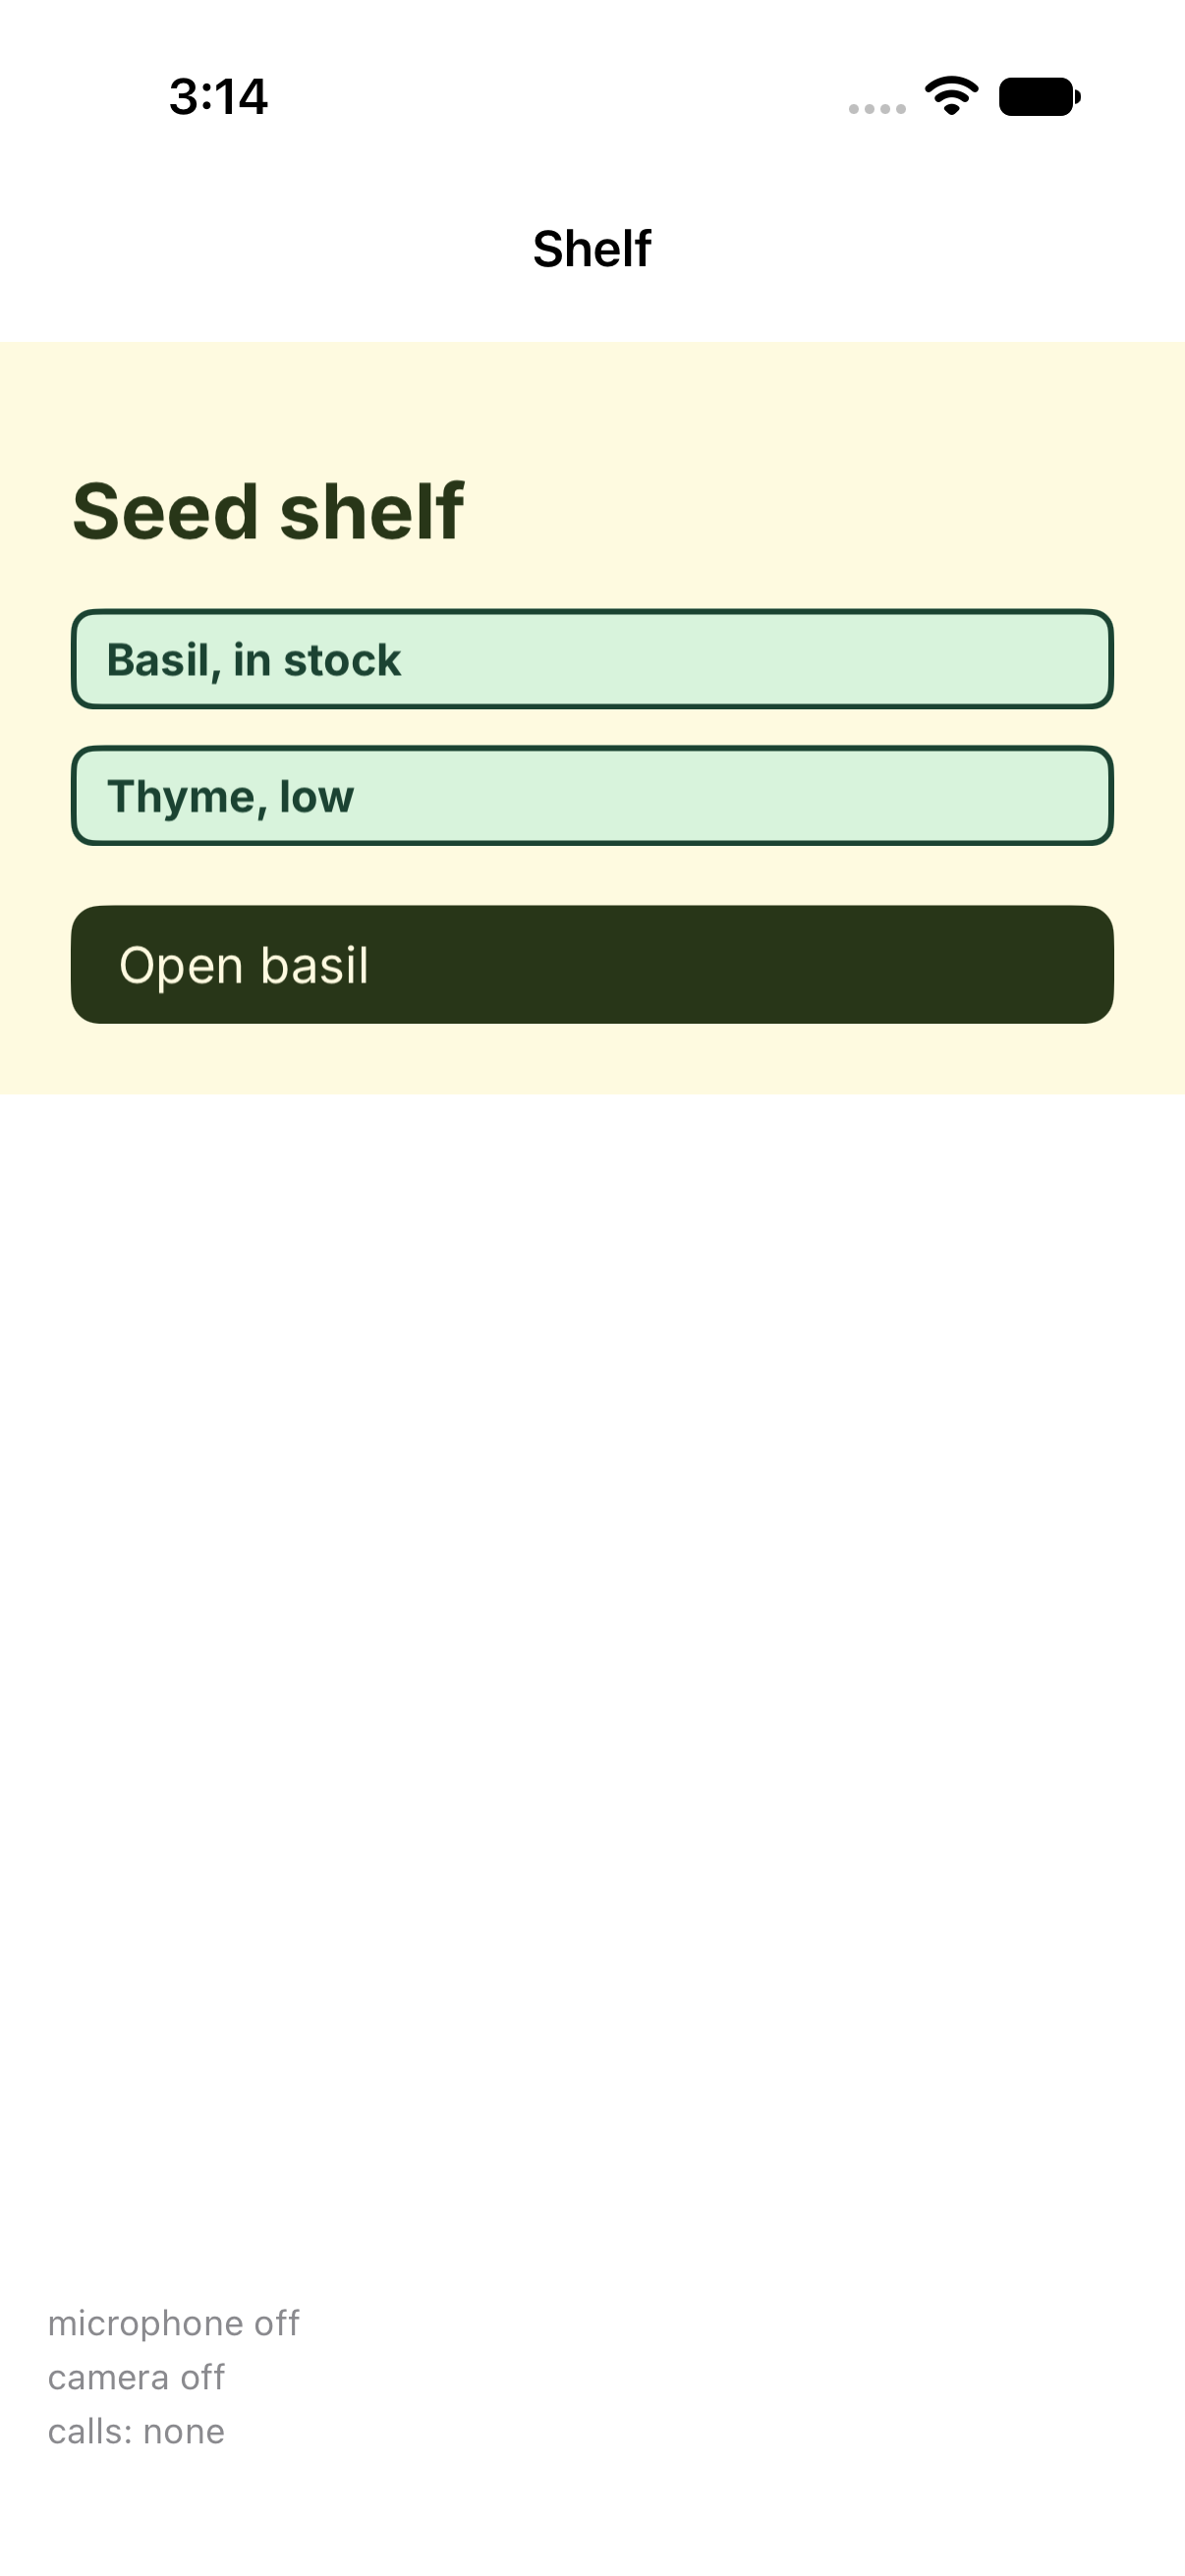 3:14
Shelf
Seed shelf
Basil, in stock
Thyme, low
Open basil
microphone off
camera off
calls: none